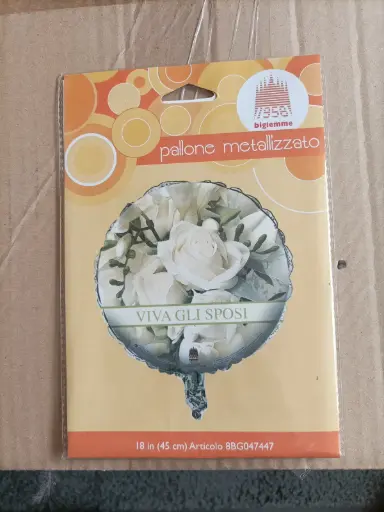 1958
bigiemme
pallone metallizzato
VIVA GLI SPOSI
18 in (45 cm) Articolo 8BG047447